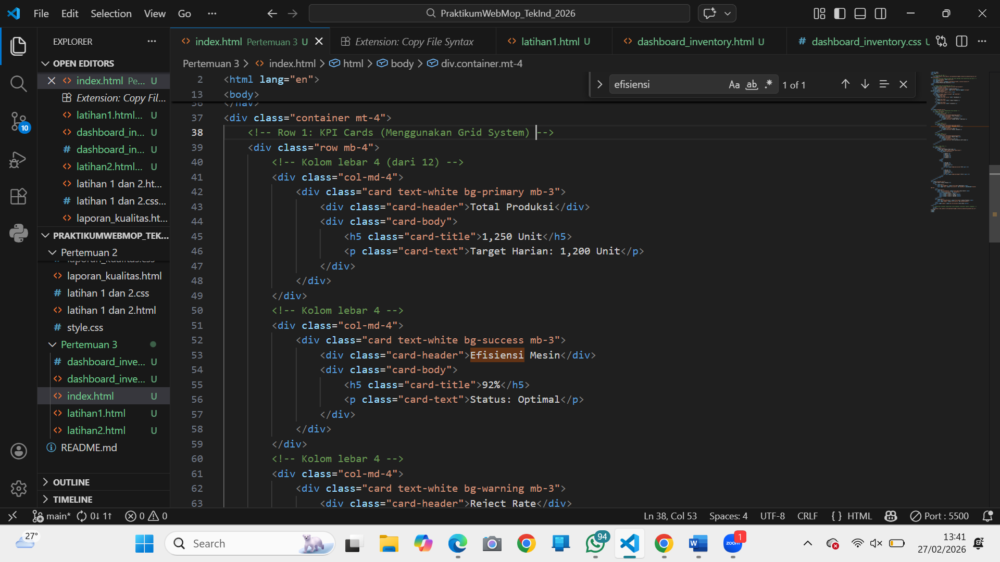 File Edit Selection View Go ···
PraktikumWebMop_TekInd_2026
EXPLORER
OPEN EDITORS
index.html Pe... U
Extension: Copy Fil...
latihan1.html... U
dashboard_in... U
dashboard_in... U
latihan2.html... U
latihan 1 dan 2.ht...
latihan 1 dan 2.css...
laporan_kualitas.ht...
PRAKTIKUMWEBMOP_TEK...
Pertemuan 2
laporan_kualitas.css
laporan_kualitas.html
latihan 1 dan 2.css
latihan 1 dan 2.html
style.css
Pertemuan 3
dashboard_inve... U
dashboard_inve... U
index.html U
latihan1.html U
latihan2.html U
README.md
OUTLINE
TIMELINE
10
index.html Pertemuan 3 U
Extension: Copy File Syntax
latihan1.html U
dashboard_inventory.html U
dashboard_inventory.css U
Pertemuan 3 > index.html > html > body > div.container.mt-4
efisiensi Aa ab .* 1 of 1
2 <html lang="en">
13 <body>
36 </nav>
37 <div class="container mt-4">
38 <!-- Row 1: KPI Cards (Menggunakan Grid System) -->
39 <div class="row mb-4">
40 <!-- Kolom lebar 4 (dari 12) -->
41 <div class="col-md-4">
42 <div class="card text-white bg-primary mb-3">
43 <div class="card-header">Total Produksi</div>
44 <div class="card-body">
45 <h5 class="card-title">1,250 Unit</h5>
46 <p class="card-text">Target Harian: 1,200 Unit</p>
47 </div>
48 </div>
49 </div>
50 <!-- Kolom lebar 4 -->
51 <div class="col-md-4">
52 <div class="card text-white bg-success mb-3">
53 <div class="card-header">Efisiensi Mesin</div>
54 <div class="card-body">
55 <h5 class="card-title">92%</h5>
56 <p class="card-text">Status: Optimal</p>
57 </div>
58 </div>
59 </div>
60 <!-- Kolom lebar 4 -->
61 <div class="col-md-4">
62 <div class="card text-white bg-warning mb-3">
63 <div class="card-header">Reject Rate</div>
main* 0↓ 1↑ 0 0
Ln 38, Col 53 Spaces: 4 UTF-8 CRLF { } HTML Port : 5500
27°
Search
94
zoom
1
13:41
27/02/2026